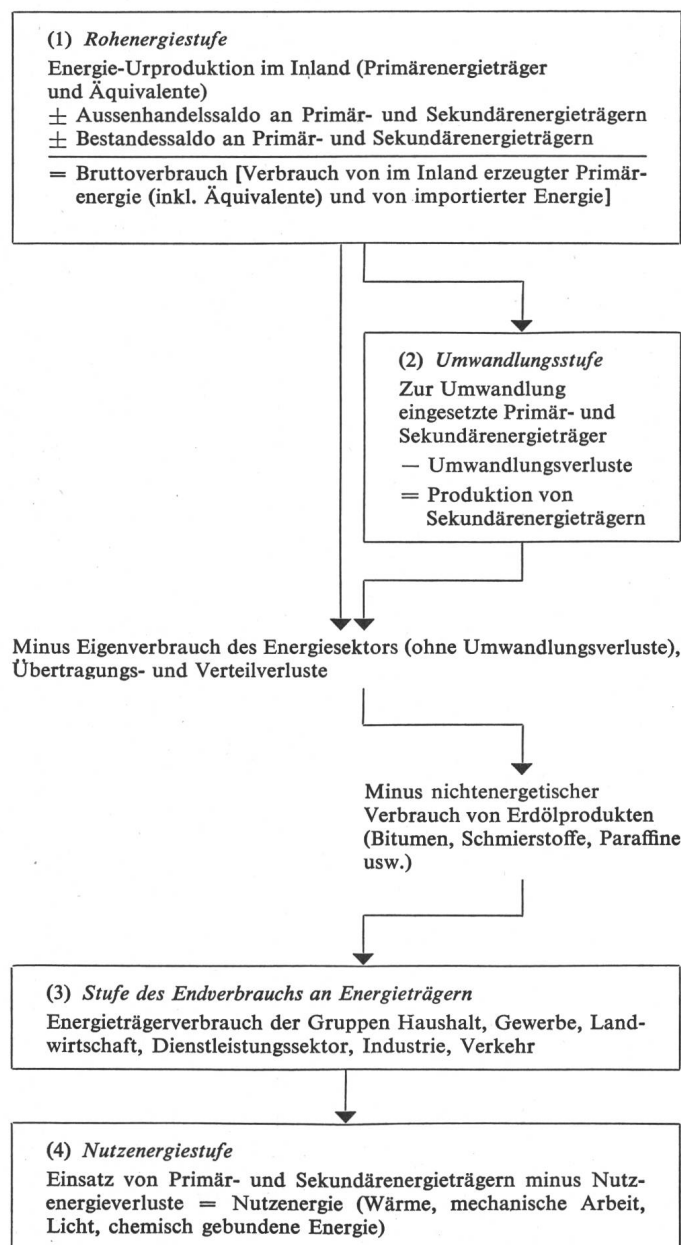 (1) Rohenergiestufe
Energie-Urproduktion im Inland (Primärenergieträger
und Äquivalente)
± Aussenhandelssaldo an Primär- und Sekundärenergieträgern
± Bestandessaldo an Primär- und Sekundärenergieträgern
= Bruttoverbrauch [Verbrauch von im Inland erzeugter Primär-
energie (inkl. Äquivalente) und von importierter Energie]
(2) Umwandlungsstufe
Zur Umwandlung
eingesetzte Primär- und
Sekundärenergieträger
— Umwandlungsverluste
= Produktion von
Sekundärenergieträgern
Minus Eigenverbrauch des Energiesektors (ohne Umwandlungsverluste),
Übertragungs- und Verteilverluste
Minus nichtenergetischer
Verbrauch von Erdölprodukten
(Bitumen, Schmierstoffe, Paraffine
usw.)
(3) Stufe des Endverbrauchs an Energieträgern
Energieträgerverbrauch der Gruppen Haushalt, Gewerbe, Land-
wirtschaft, Dienstleistungssektor, Industrie, Verkehr
(4) Nutzenergiestufe
Einsatz von Primär- und Sekundärenergieträgern minus Nutz-
energieverluste = Nutzenergie (Wärme, mechanische Arbeit,
Licht, chemisch gebundene Energie)